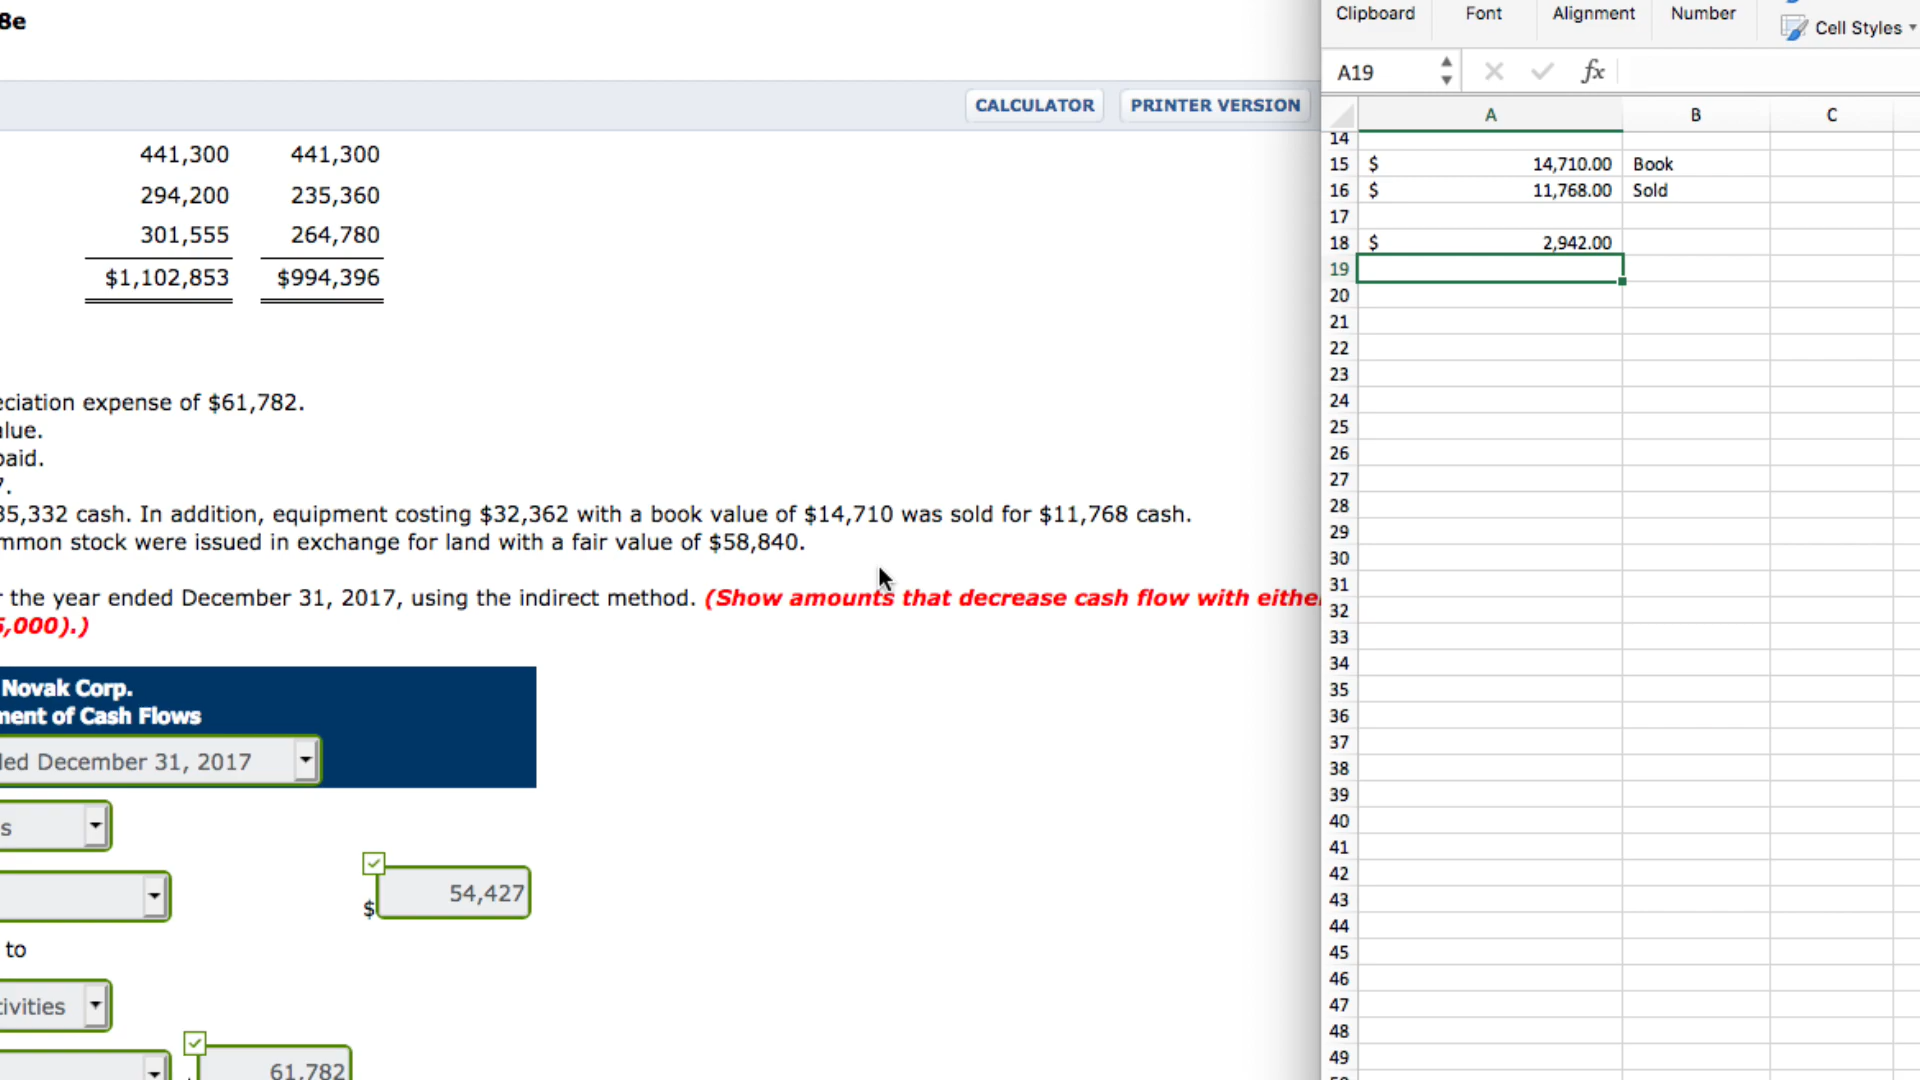 8e
CALCULATOR PRINTER VERSION
441,300 441,300
294,200 235,360
301,555 264,780
$1,102,853 $994,396
eciation expense of $61,782.
alue.
paid.
7.
35,332 cash. In addition, equipment costing $32,362 with a book value of $14,710 was sold for $11,768 cash.
mmon stock were issued in exchange for land with a fair value of $58,840.
r the year ended December 31, 2017, using the indirect method. (Show amounts that decrease cash flow with either
5,000).)
Novak Corp.
ment of Cash Flows
ded December 31, 2017
s
$ 54,427
to
tivities
61,782
Clipboard Font Alignment Number Cell Styles
A19 fx
A B C
14
15 $ 14,710.00 Book
16 $ 11,768.00 Sold
17
18 $ 2,942.00
19
20
21
22
23
24
25
26
27
28
29
30
31
32
33
34
35
36
37
38
39
40
41
42
43
44
45
46
47
48
49